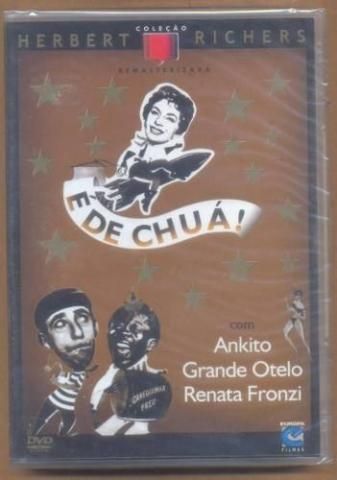 COLEÇÃO
HERBERT RICHERS
REMASTERIZADA
É DE CHUÁ!
com
Ankito
Grande Otelo
Renata Fronzi
DVD
EUROPA
FILMES